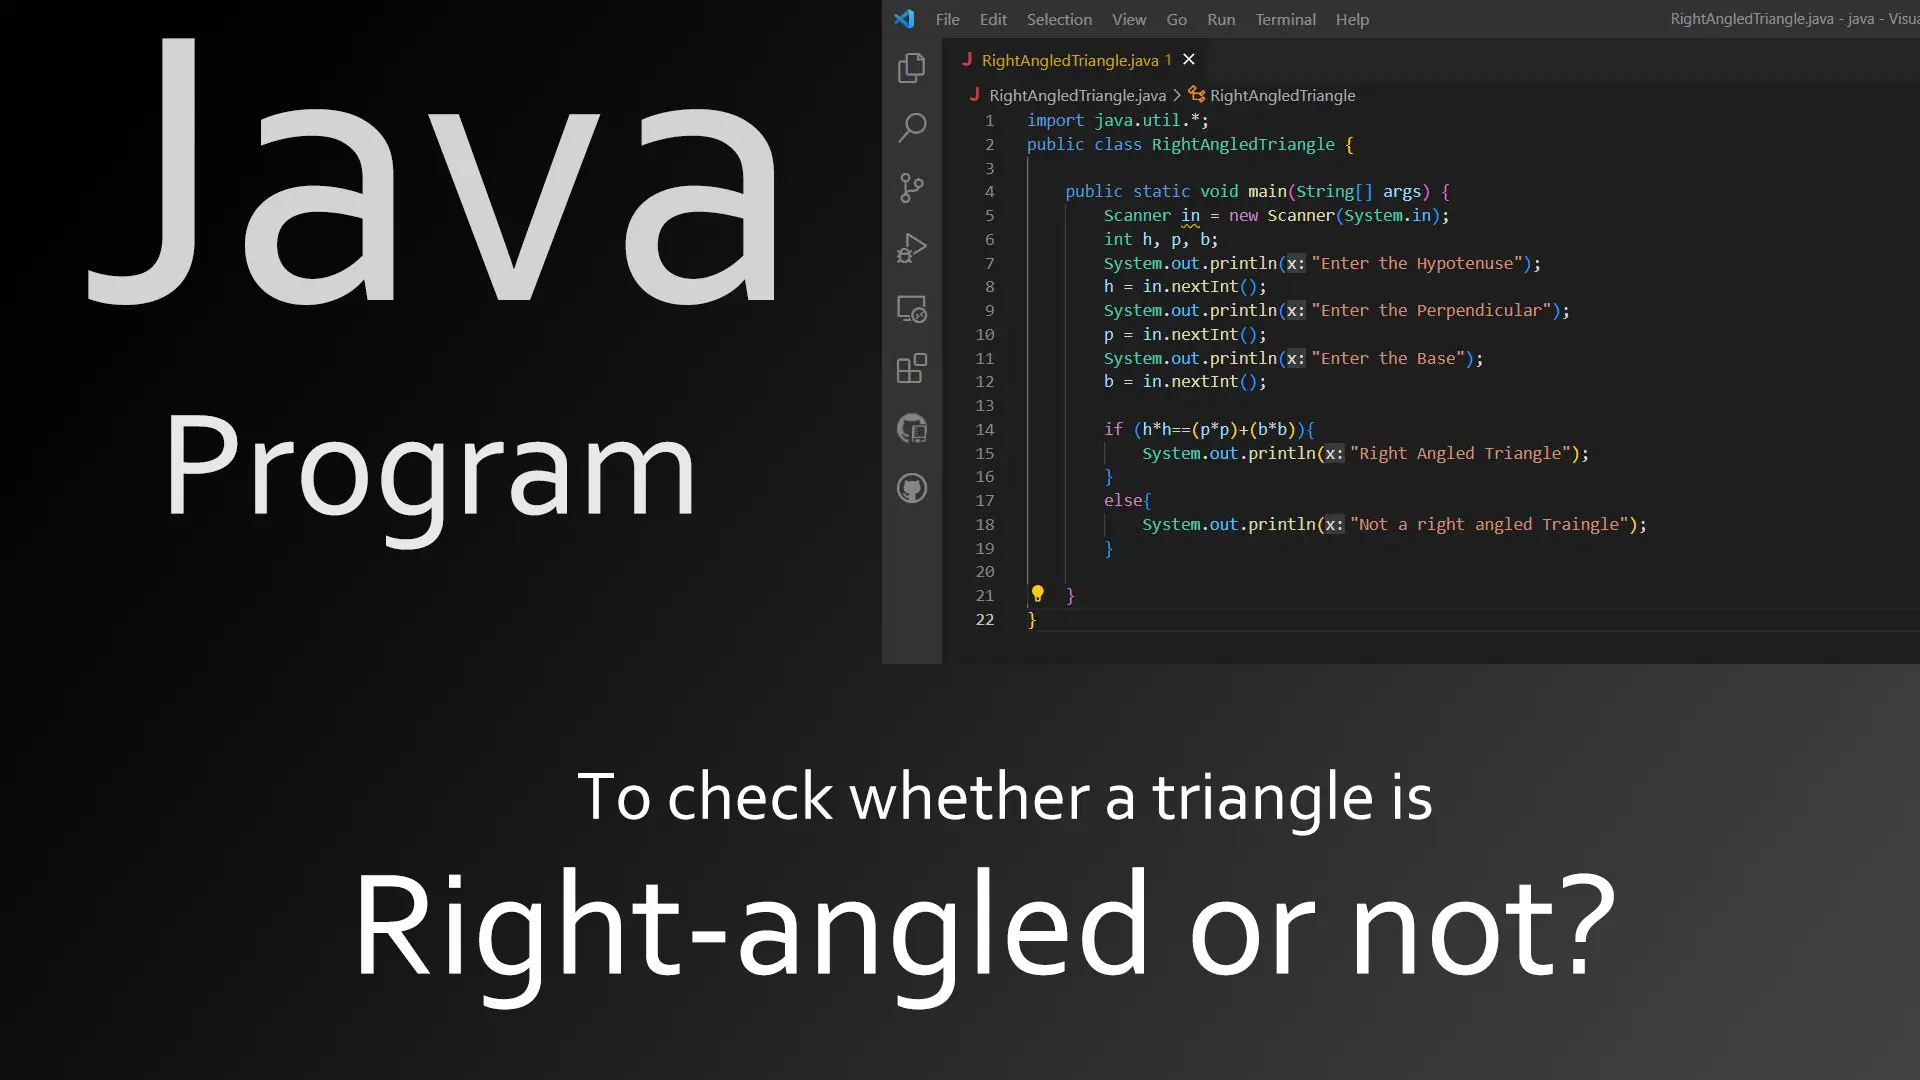 Java
Program
File Edit Selection View Go Run Terminal Help RightAngledTriangle.java - java - Visua
J RightAngledTriangle.java 1 ×
J RightAngledTriangle.java > RightAngledTriangle
1 import java.util.*;
2 public class RightAngledTriangle {
3
4 public static void main(String[] args) {
5 Scanner in = new Scanner(System.in);
6 int h, p, b;
7 System.out.println(x: "Enter the Hypotenuse");
8 h = in.nextInt();
9 System.out.println(x: "Enter the Perpendicular");
10 p = in.nextInt();
11 System.out.println(x: "Enter the Base");
12 b = in.nextInt();
13
14 if (h*h==(p*p)+(b*b)){
15 System.out.println(x: "Right Angled Triangle");
16 }
17 else{
18 System.out.println(x: "Not a right angled Traingle");
19 }
20
21 }
22 }
To check whether a triangle is
Right-angled or not?